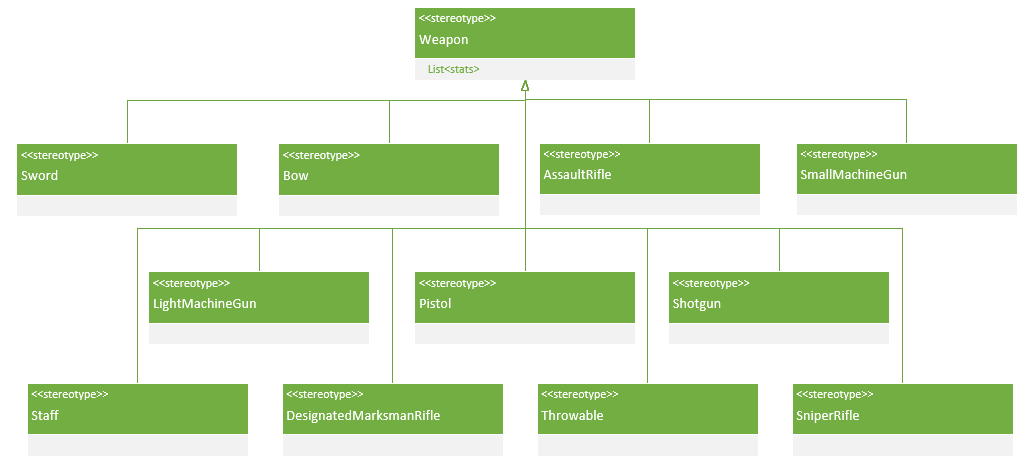 <<stereotype>>
Weapon
List<stats>
<<stereotype>>
Sword
<<stereotype>>
Bow
<<stereotype>>
AssaultRifle
<<stereotype>>
SmallMachineGun
<<stereotype>>
LightMachineGun
<<stereotype>>
Pistol
<<stereotype>>
Shotgun
<<stereotype>>
Staff
<<stereotype>>
DesignatedMarksmanRifle
<<stereotype>>
Throwable
<<stereotype>>
SniperRifle